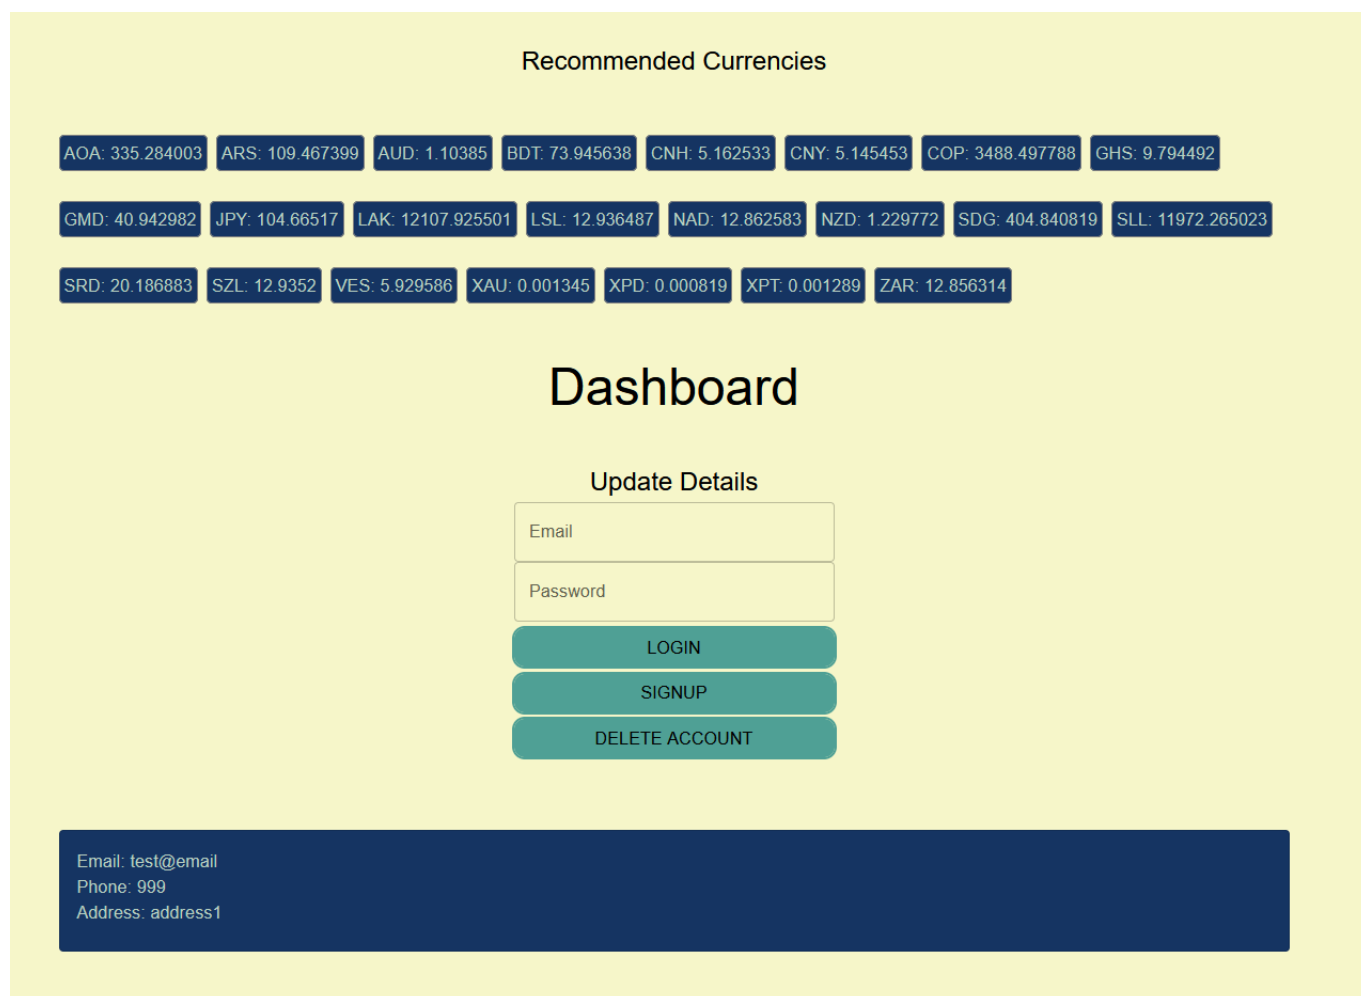 Recommended Currencies
AOA: 335.284003 ARS: 109.467399 AUD: 1.10385 BDT: 73.945638 CNH: 5.162533 CNY: 5.145453 COP: 3488.497788 GHS: 9.794492
GMD: 40.942982 JPY: 104.66517 LAK: 12107.925501 LSL: 12.936487 NAD: 12.862583 NZD: 1.229772 SDG: 404.840819 SLL: 11972.265023
SRD: 20.186883 SZL: 12.9352 VES: 5.929586 XAU: 0.001345 XPD: 0.000819 XPT: 0.001289 ZAR: 12.856314
Dashboard
Update Details
Email
Password
LOGIN
SIGNUP
DELETE ACCOUNT
Email: test@email
Phone: 999
Address: address1